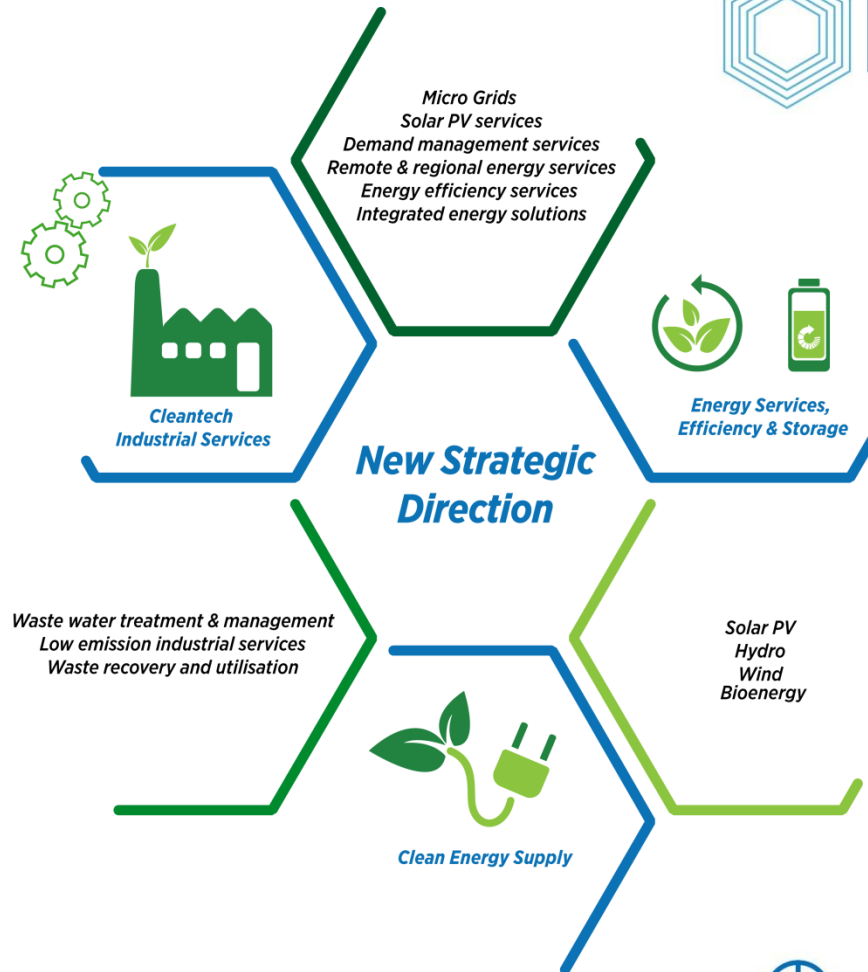 Micro Grids
Solar PV services
Demand management services
Remote & regional energy services
Energy efficiency services
Integrated energy solutions
Cleantech
Industrial Services
Energy Services,
Efficiency & Storage
New Strategic
Direction
Waste water treatment & management
Low emission industrial services
Waste recovery and utilisation
Solar PV
Hydro
Wind
Bioenergy
Clean Energy Supply